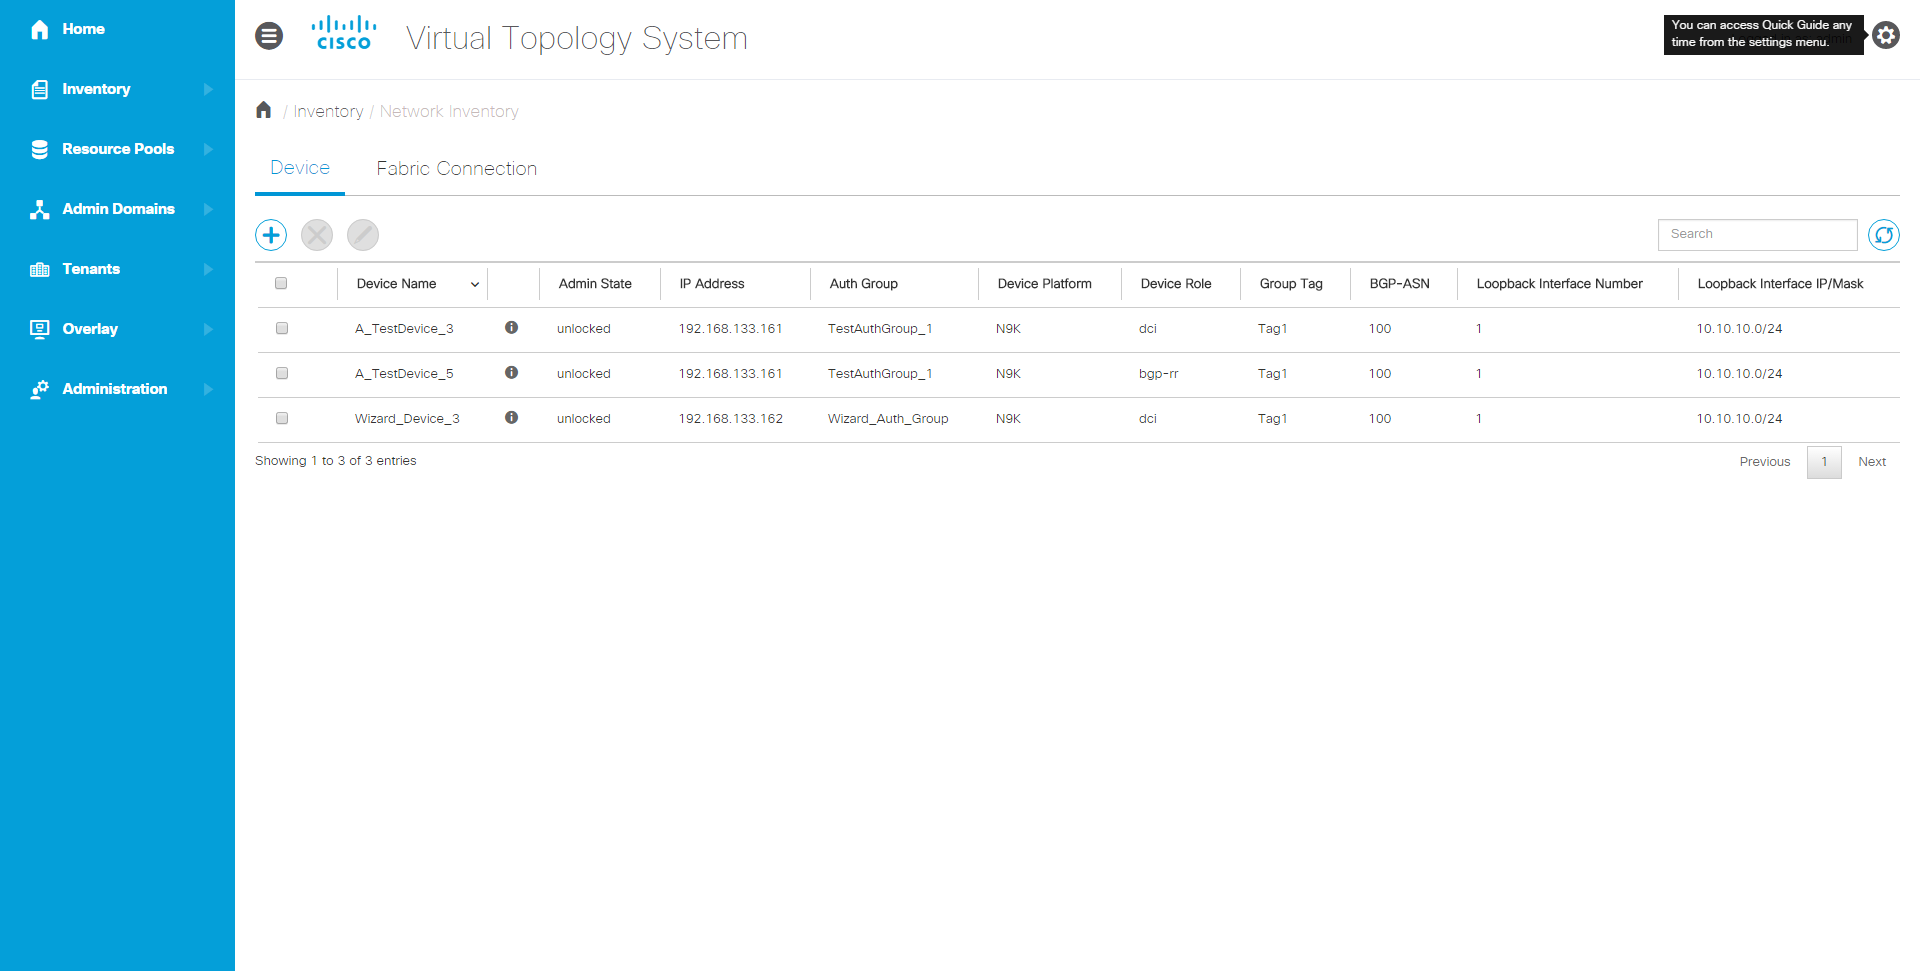 Home
Inventory
Resource Pools
Admin Domains
Tenants
Overlay
Administration
CISCO
Virtual Topology System
You can access Quick Guide any
time from the settings menu.
/ Inventory / Network Inventory
Device Fabric Connection
Search
Device Name Admin State IP Address Auth Group Device Platform Device Role Group Tag BGP-ASN Loopback Interface Number Loopback Interface IP/Mask
A_TestDevice_3 unlocked 192.168.133.161 TestAuthGroup_1 N9K dci Tag1 100 1 10.10.10.0/24
A_TestDevice_5 unlocked 192.168.133.161 TestAuthGroup_1 N9K bgp-rr Tag1 100 1 10.10.10.0/24
Wizard_Device_3 unlocked 192.168.133.162 Wizard_Auth_Group N9K dci Tag1 100 1 10.10.10.0/24
Showing 1 to 3 of 3 entries
Previous 1 Next